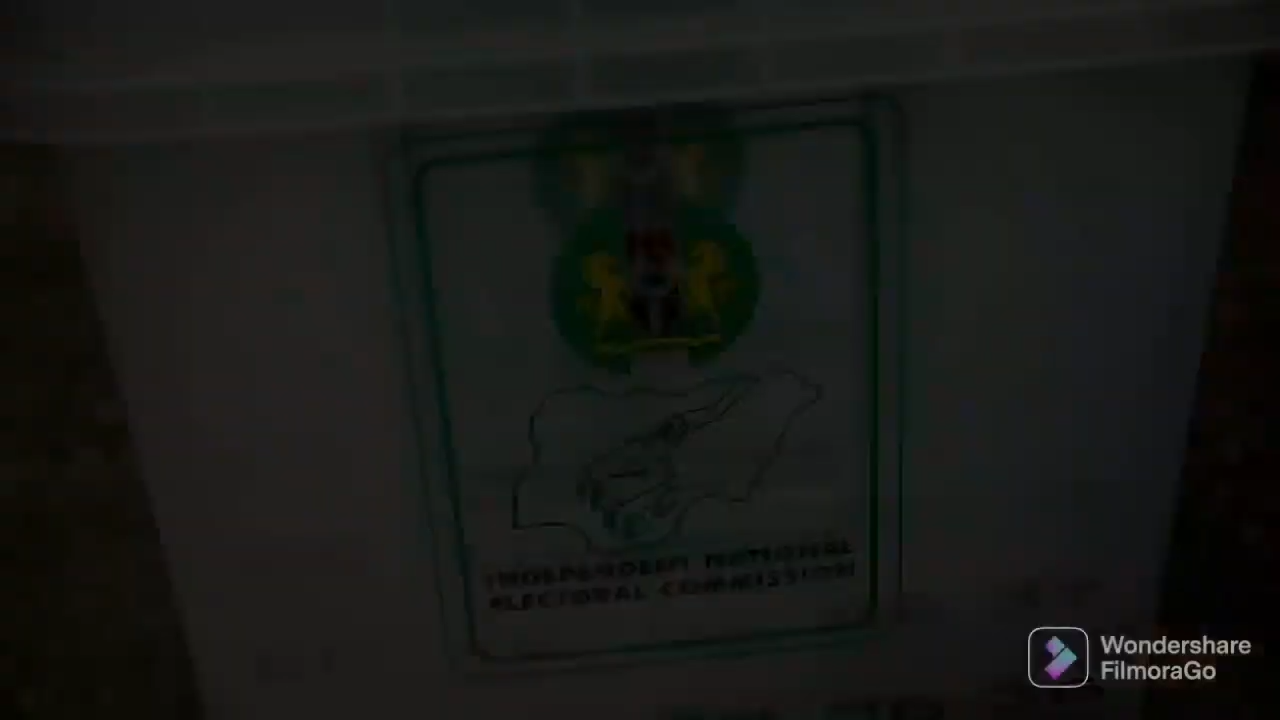 INDEPENDENT NATIONAL
ELECTORAL COMMISSION
Wondershare
FilmoraGo